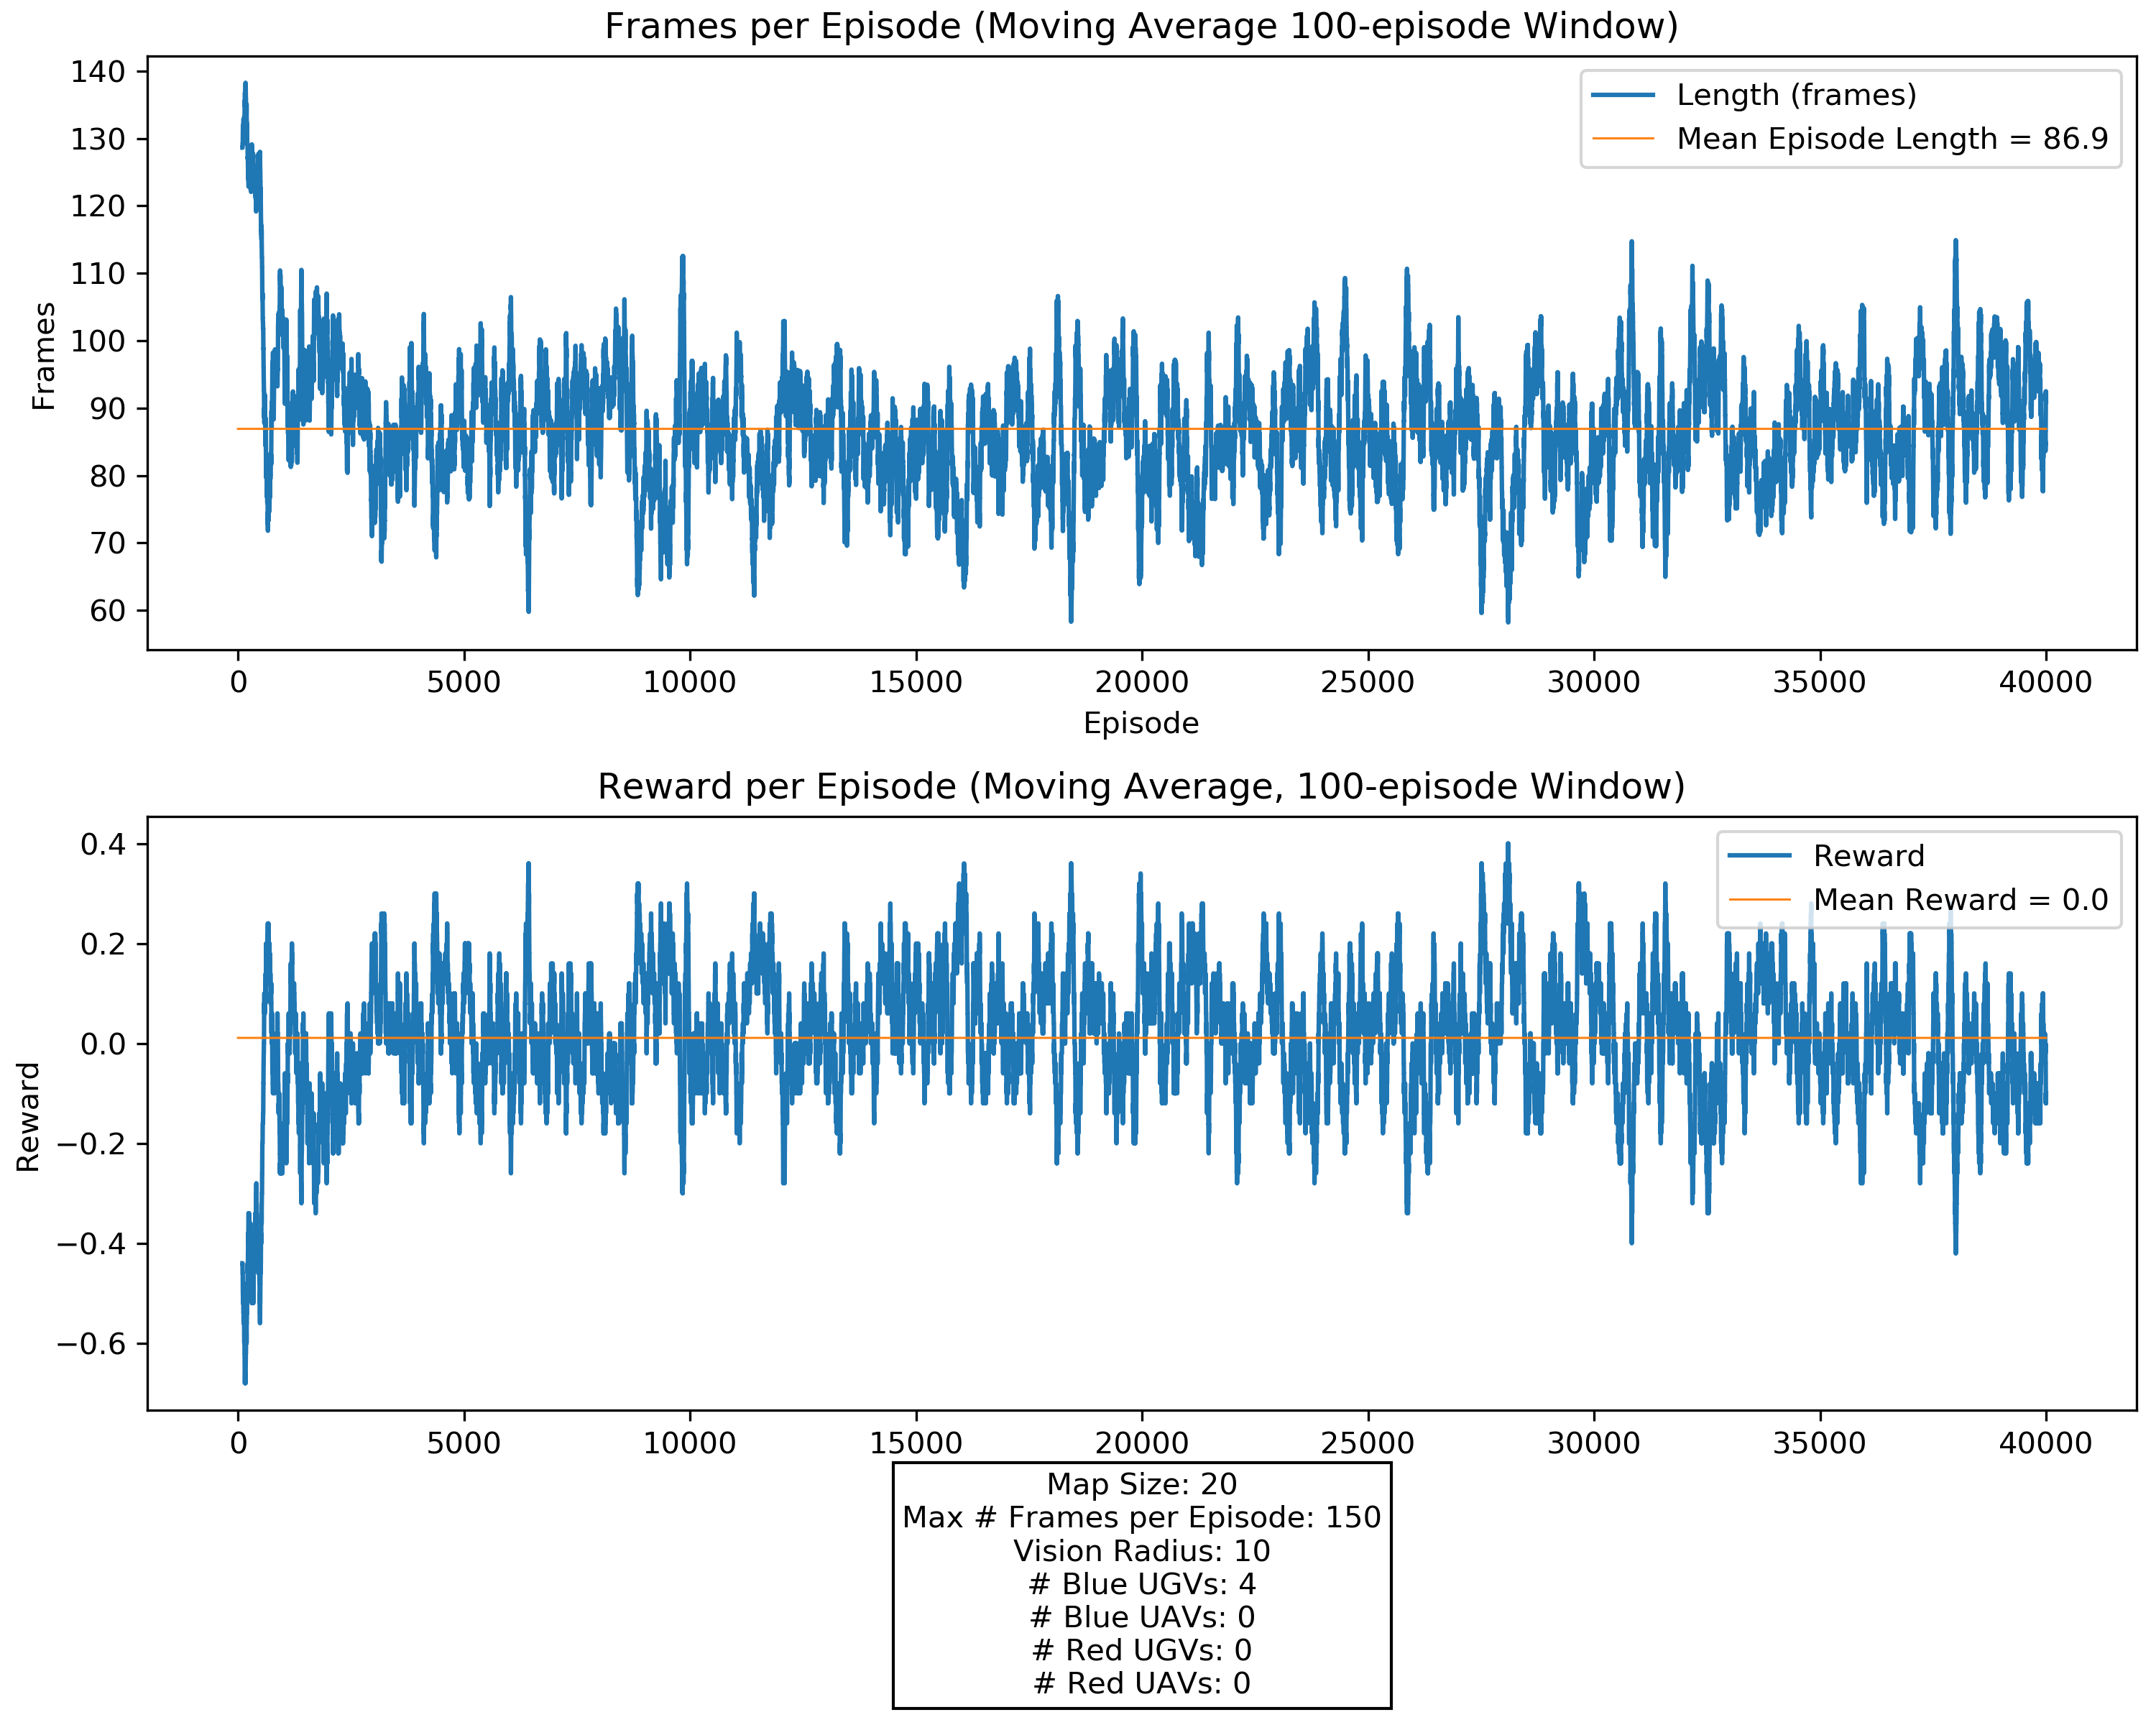 Frames per Episode (Moving Average 100-episode Window)
140
130
120
110
100
90
80
70
60
Frames
Length (frames)
Mean Episode Length = 86.9
0 5000 10000 15000 20000 25000 30000 35000 40000
Episode
Reward per Episode (Moving Average, 100-episode Window)
0.4
0.2
0.0
−0.2
−0.4
−0.6
Reward
Reward
Mean Reward = 0.0
0 5000 10000 15000 20000 25000 30000 35000 40000
Map Size: 20
Max # Frames per Episode: 150
Vision Radius: 10
# Blue UGVs: 4
# Blue UAVs: 0
# Red UGVs: 0
# Red UAVs: 0